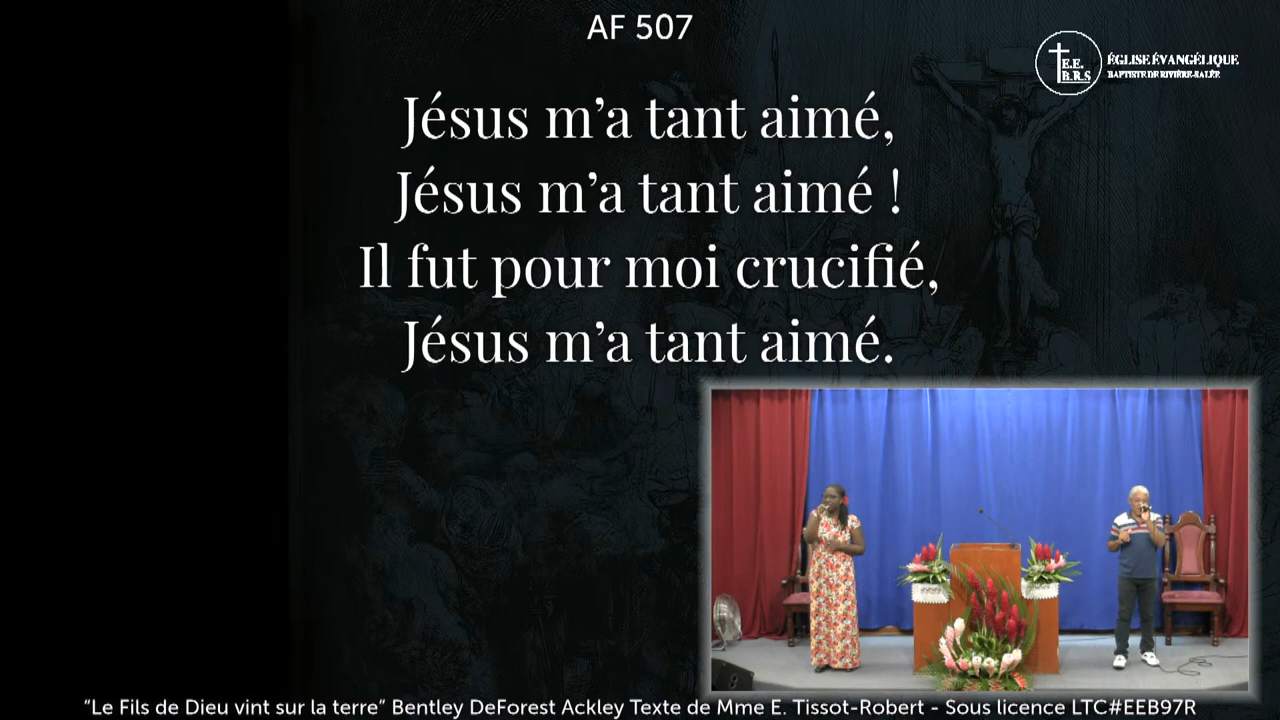 AF 507
E.E.
B.R.S
ÉGLISE ÉVANGÉLIQUE
BAPTISTE DE RIVIÈRE-SALÉE
Jésus m’a tant aimé,
Jésus m’a tant aimé !
Il fut pour moi crucifié,
Jésus m’a tant aimé.
“Le Fils de Dieu vint sur la terre” Bentley DeForest Ackley Texte de Mme E. Tissot-Robert - Sous licence LTC#EEB97R